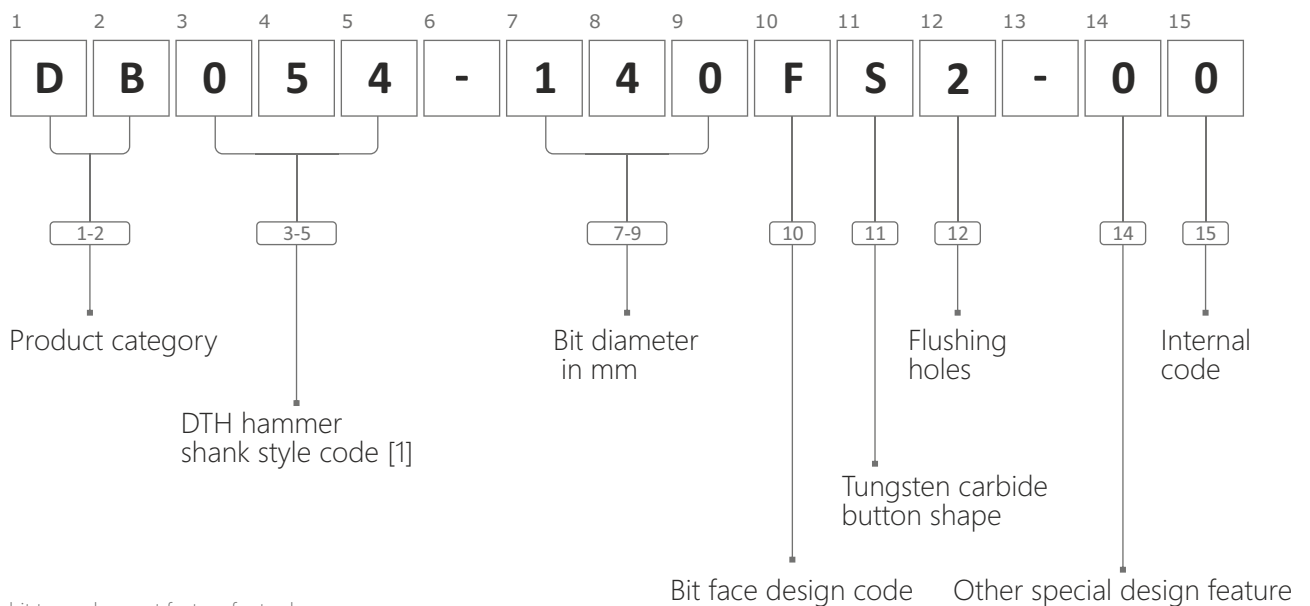 1 2 3 4 5 6 7 8 9 10 11 12 13 14 15
D B 0 5 4 - 1 4 0 F S 2 - 0 0
1-2 3-5 7-9 10 11 12 14 15
Product category
Bit diameter
in mm
Flushing
holes
Internal
code
DTH hammer
shank style code [1]
Tungsten carbide
button shape
Bit face design code
Other special design feature